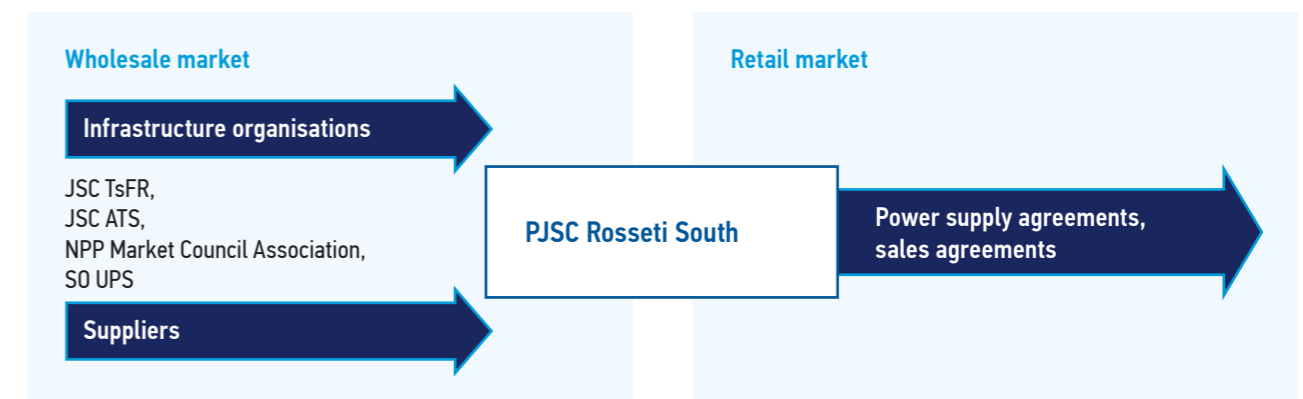 Wholesale market
Infrastructure organisations
JSC TsFR,
JSC ATS,
NPP Market Council Association,
SO UPS
Suppliers
PJSC Rosseti South
Retail market
Power supply agreements,
sales agreements